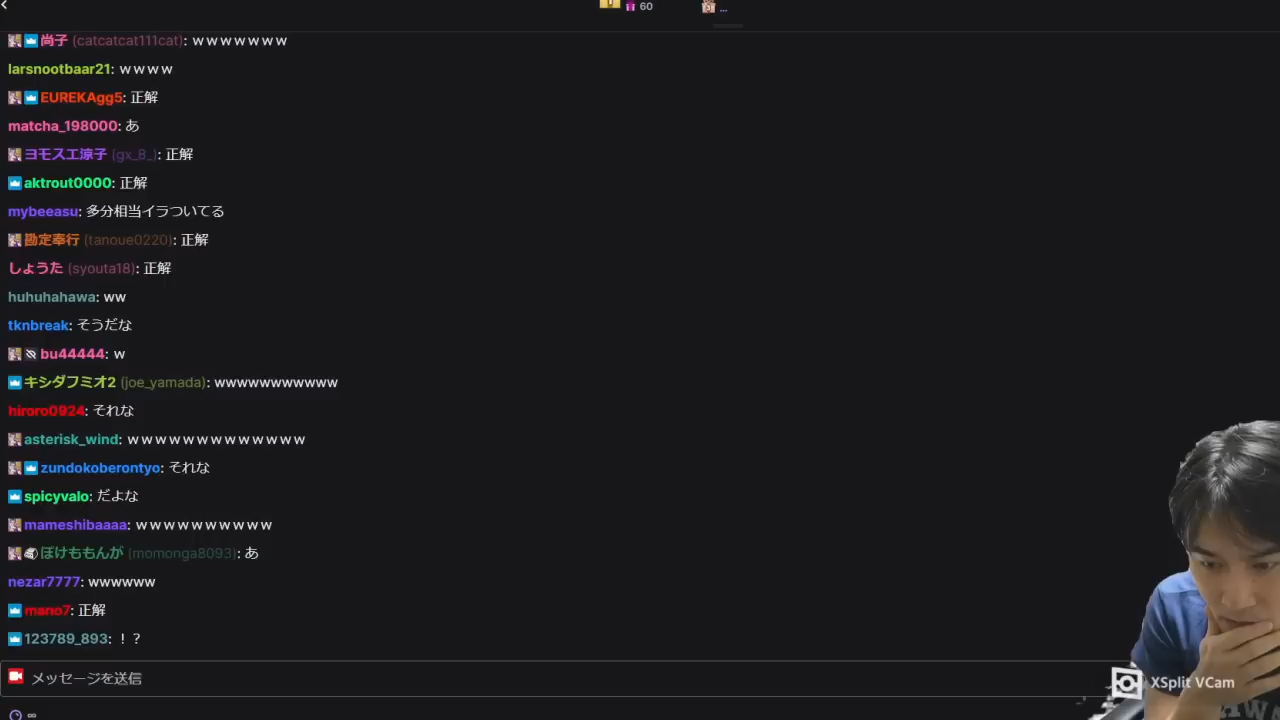 60
...
尚子 (catcatcat111cat): ｗｗｗｗｗｗｗ
larsnootbaar21: ｗｗｗｗ
EUREKAgg5: 正解
matcha_198000: あ
ヨモスエ涼子 (gx_8_): 正解
aktrout0000: 正解
mybeeasu: 多分相当イラついてる
勘定奉行 (tanoue0220): 正解
しょうた (syouta18): 正解
huhuhahawa: ww
tknbreak: そうだな
bu44444: w
キシダフミオ2 (joe_yamada): wwwwwwwwwww
hiroro0924: それな
asterisk_wind: ｗｗｗｗｗｗｗｗｗｗｗｗｗ
zundokoberontyo: それな
spicyvalo: だよな
mameshibaaaa: ｗｗｗｗｗｗｗｗｗｗ
ぼけももんが (momonga8093): あ
nezar7777: wwwwww
mano7: 正解
123789_893: ！？
メッセージを送信
XSplit VCam
∞